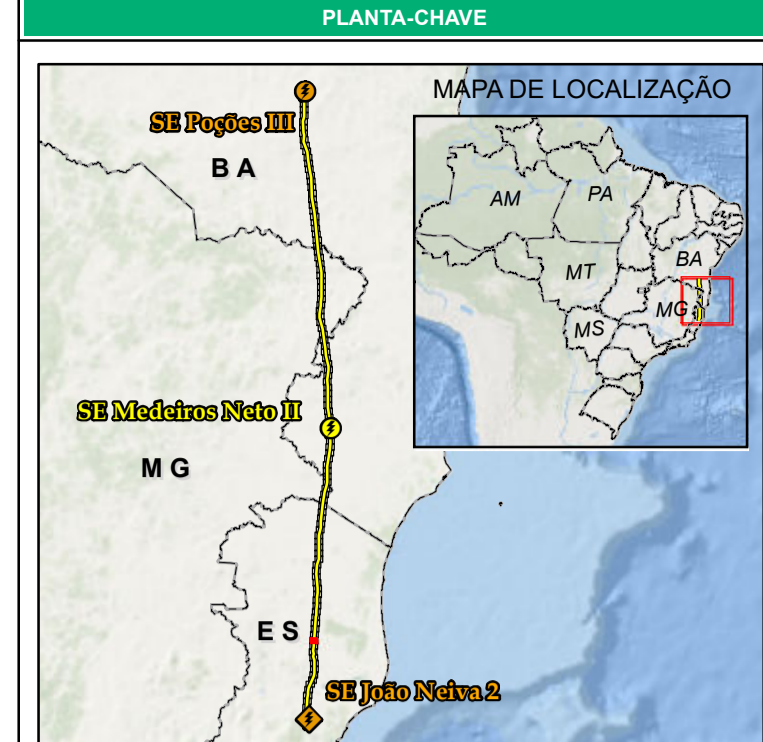 PLANTA-CHAVE
MAPA DE LOCALIZAÇÃO
SE Poções III
B A
AM
PA
BA
MT
MG
MS
SE Medeiros Neto II
M G
E S
SE João Neiva 2